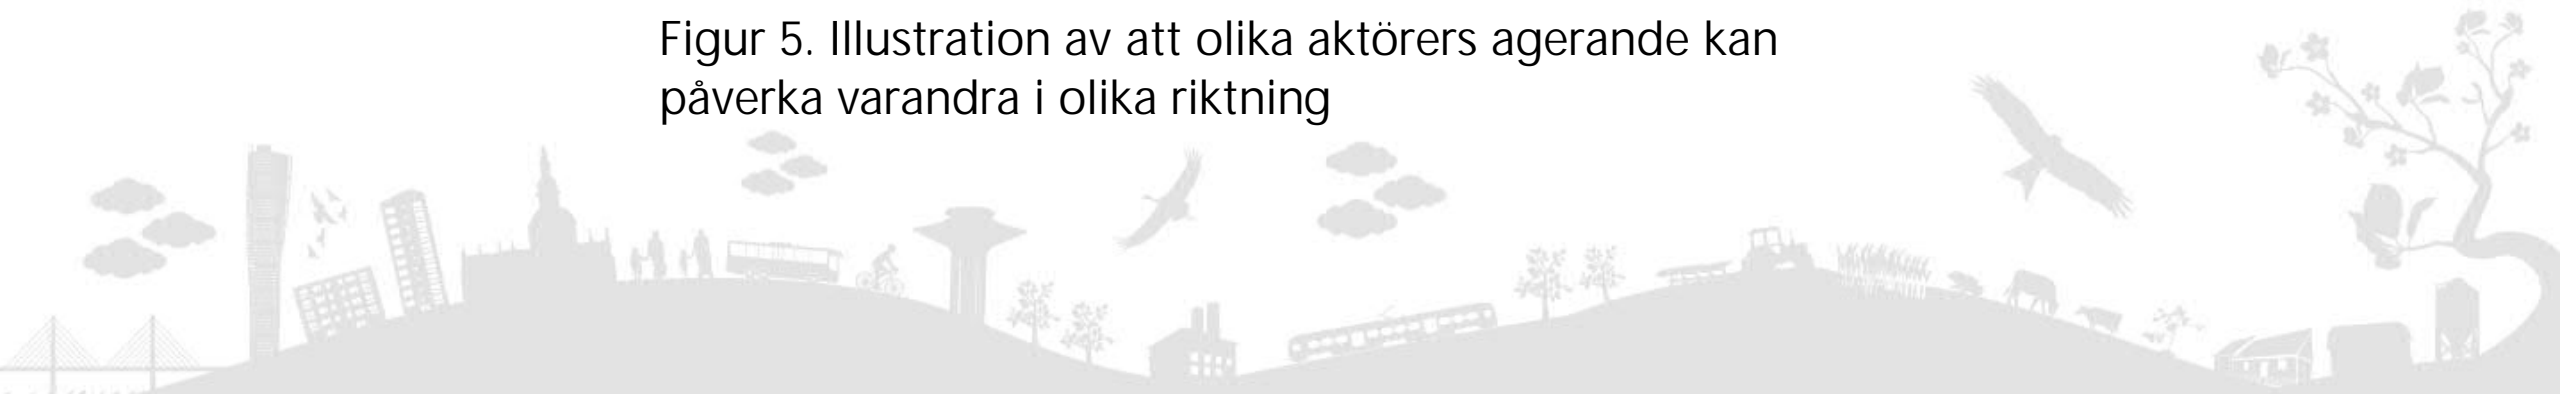 Figur 5. Illustration av att olika aktörers agerande kan
påverka varandra i olika riktning